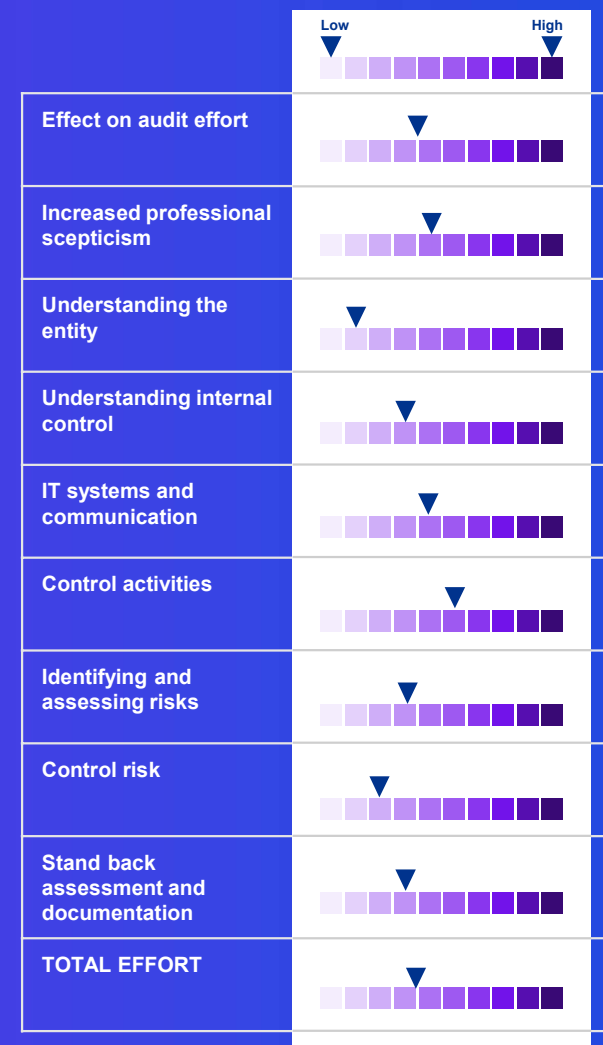 Low High
Effect on audit effort
Increased professional
scepticism
Understanding the
entity
Understanding internal
control
IT systems and
communication
Control activities
Identifying and
assessing risks
Control risk
Stand back
assessment and
documentation
TOTAL EFFORT